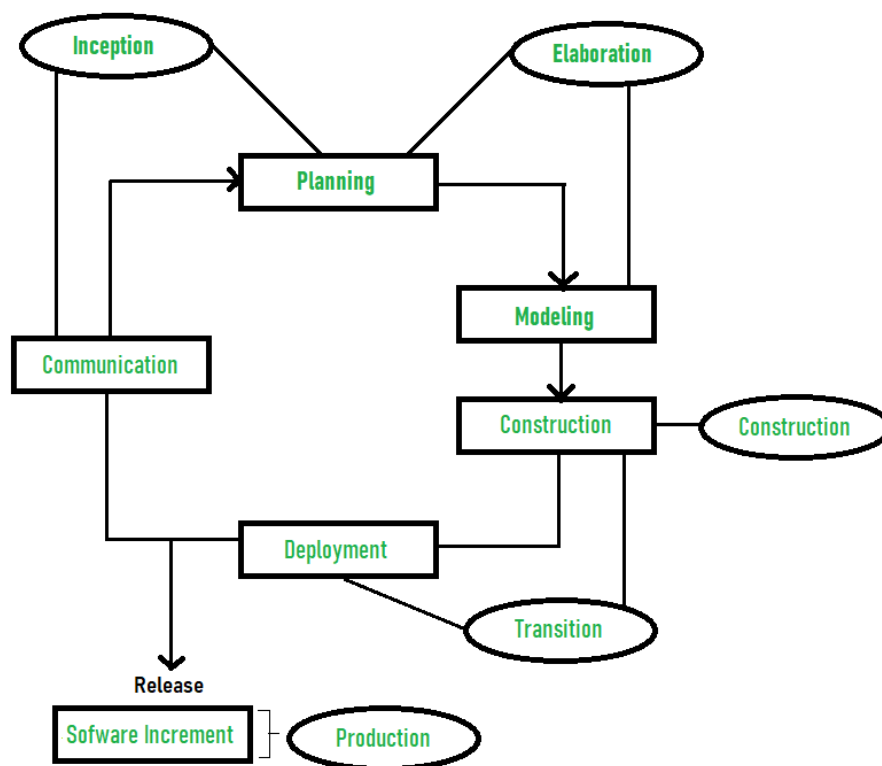 Inception
Elaboration
Planning
Modeling
Communication
Construction
Construction
Deployment
Transition
Release
Sofware Increment
Production